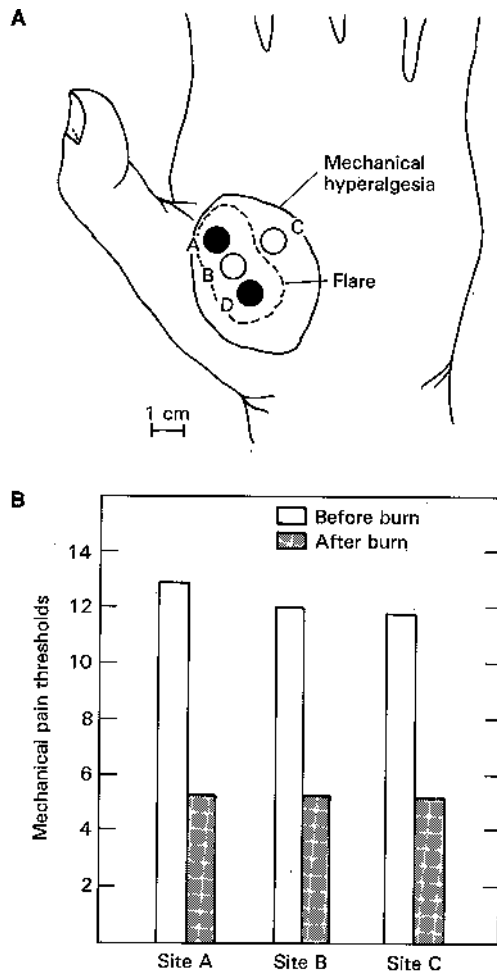 A
Mechanical
hyperalgesia
C
A
B
Flare
D
1 cm
B
Before burn
After burn
14
12
10
8
6
4
2
Mechanical pain thresholds
Site A
Site B
Site C